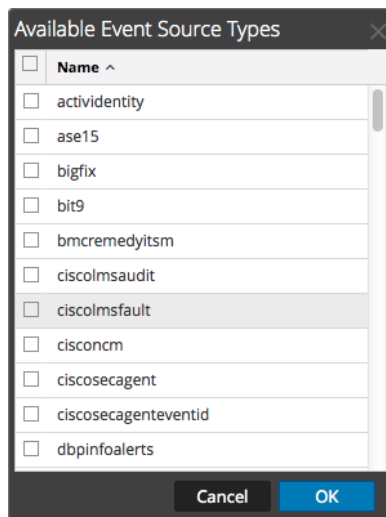 Available Event Source Types
Name
actividentity
ase15
bigfix
bit9
bmcremedyitsm
ciscolmsaudit
ciscolmsfault
cisconcm
ciscosecagent
ciscosecagenteventid
dbpinfoalerts
Cancel OK